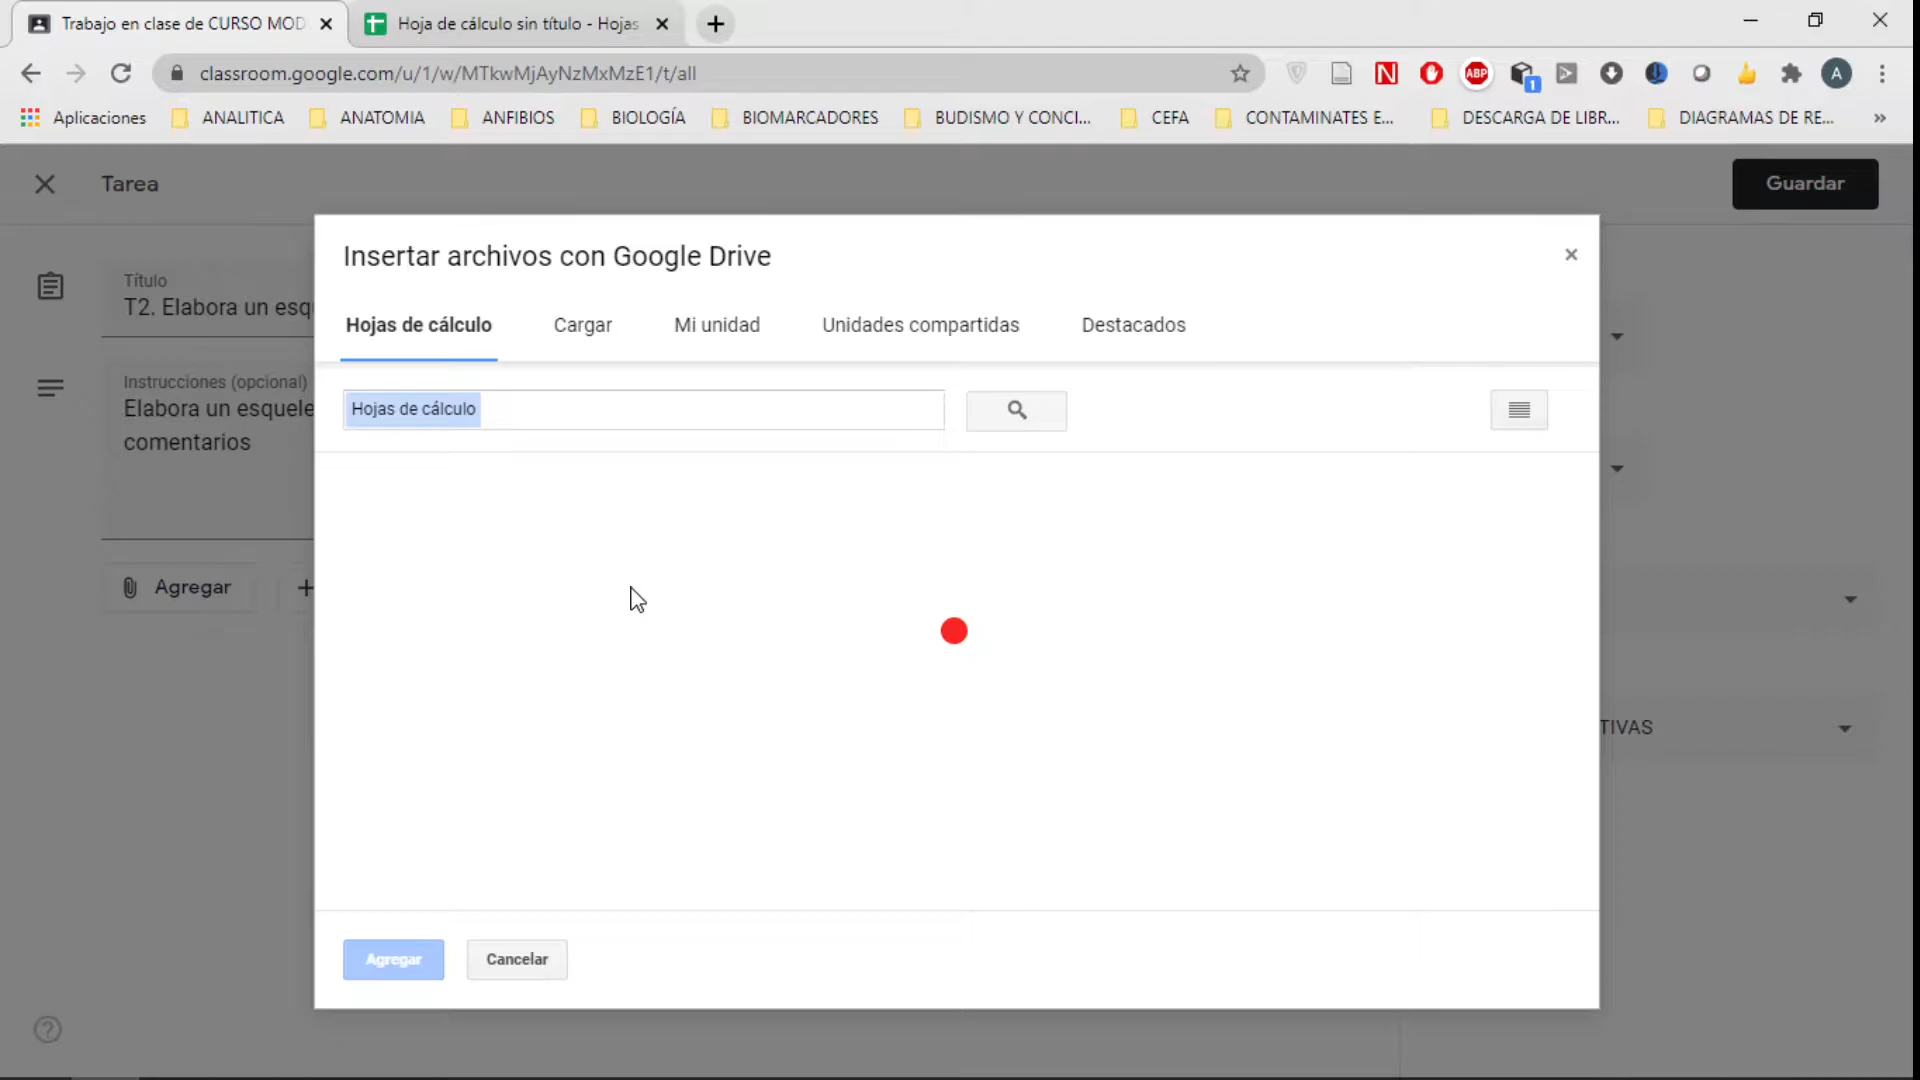 Trabajo en clase de CURSO MOD
Hoja de cálculo sin título - Hojas
classroom.google.com/u/1/w/MTkwMjAyNzMxMzE1/t/all
N
ABP
1
A
Aplicaciones
ANALITICA
ANATOMIA
ANFIBIOS
BIOLOGÍA
BIOMARCADORES
BUDISMO Y CONCI...
CEFA
CONTAMINATES E...
DESCARGA DE LIBR...
DIAGRAMAS DE RE...
»
Tarea
Guardar
Título
T2. Elabora un esq
Instrucciones (opcional)
Elabora un esquele
comentarios
Agregar
Insertar archivos con Google Drive
Hojas de cálculo
Cargar
Mi unidad
Unidades compartidas
Destacados
Hojas de cálculo
TIVAS
Agregar
Cancelar